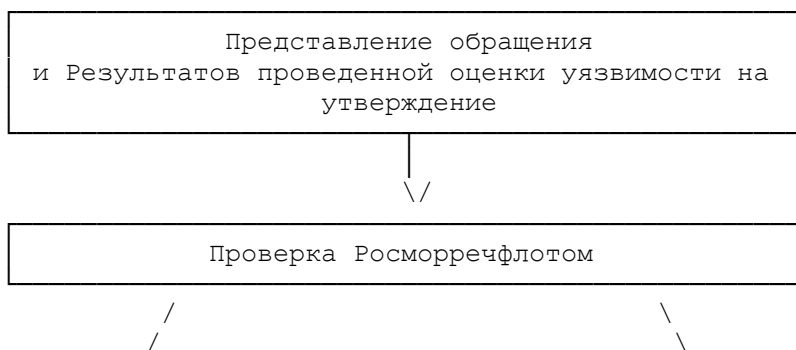 Представление обращения
и Результатов проведенной оценки уязвимости на
утверждение
Проверка Росморречфлотом